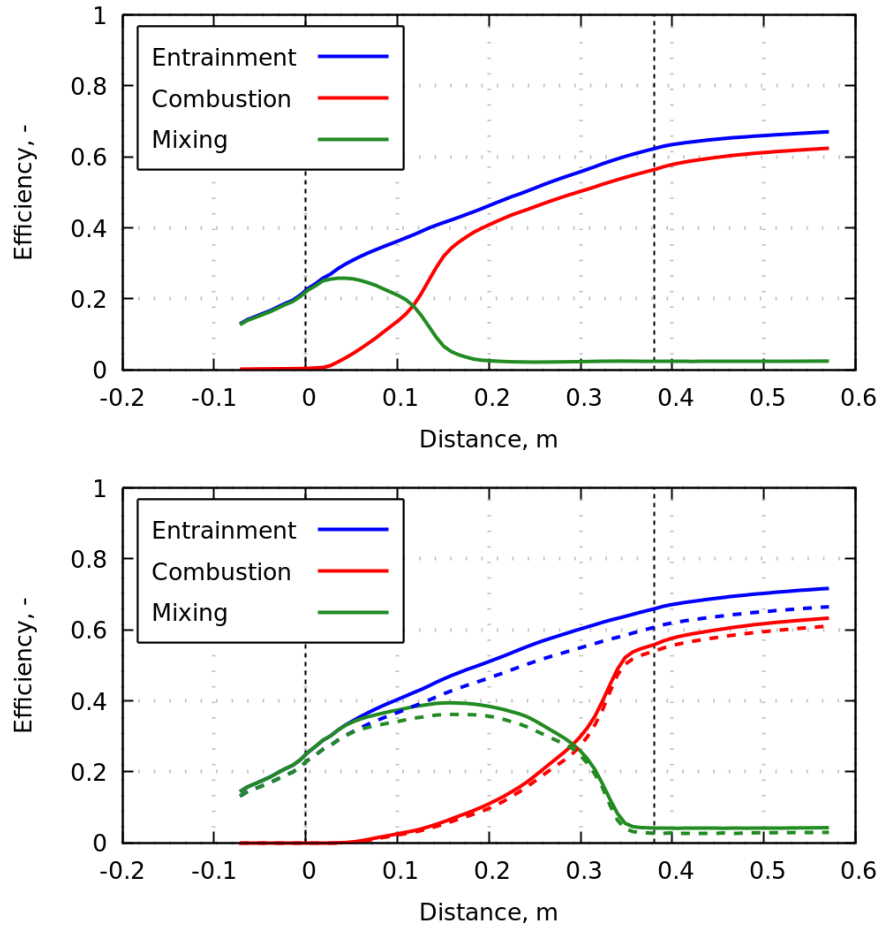 1
0.8
0.6
0.4
0.2
0
Efficiency, -
Entrainment
Combustion
Mixing
-0.2 -0.1 0 0.1 0.2 0.3 0.4 0.5 0.6
Distance, m
1
0.8
0.6
0.4
0.2
0
Efficiency, -
Entrainment
Combustion
Mixing
-0.2 -0.1 0 0.1 0.2 0.3 0.4 0.5 0.6
Distance, m